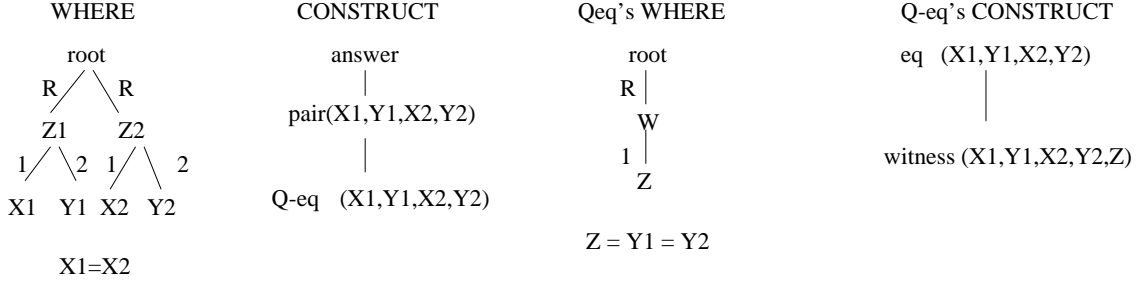 WHERE CONSTRUCT Qeq's WHERE Q-eq's CONSTRUCT
root answer root eq (X1,Y1,X2,Y2)
R R R
pair(X1,Y1,X2,Y2)
Z1 Z2 W
1 2 1 2 1 witness (X1,Y1,X2,Y2,Z)
X1 Y1 X2 Y2 Q-eq (X1,Y1,X2,Y2) Z
Z = Y1 = Y2
X1=X2